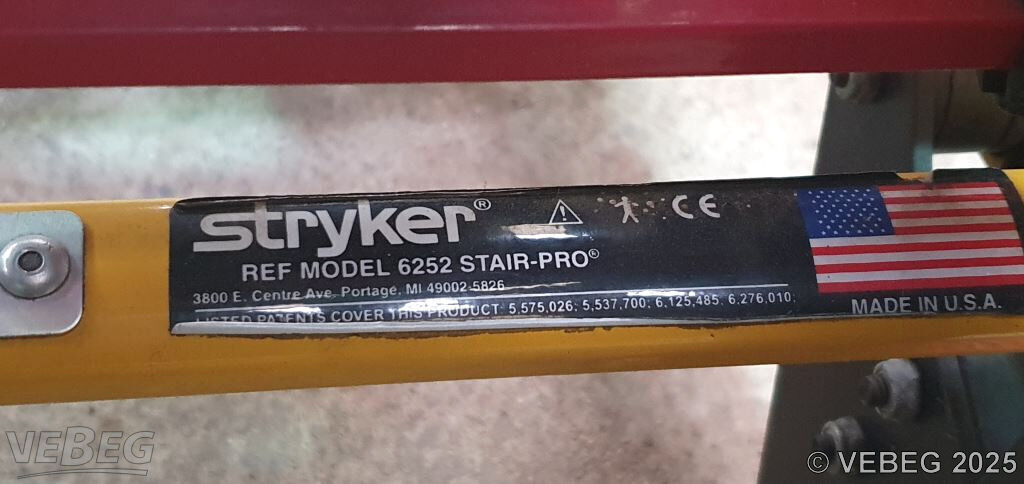 stryker®
REF MODEL 6252 STAIR-PRO®
3800 E. Centre Ave. Portage, MI 49002-5826
LISTED PATENTS COVER THIS PRODUCT 5,575,026; 5,537,700; 6,125,485; 6,276,010;
CE
MADE IN U.S.A.
VEBEG
© VEBEG 2025